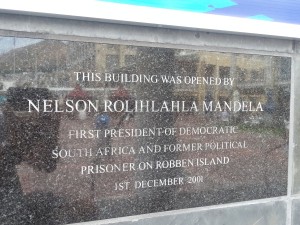 THIS BUILDING WAS OPENED BY
NELSON ROLIHLAHLA MANDELA
FIRST PRESIDENT OF DEMOCRATIC
SOUTH AFRICA AND FORMER POLITICAL
PRISONER ON ROBBEN ISLAND
1ST DECEMBER 2001